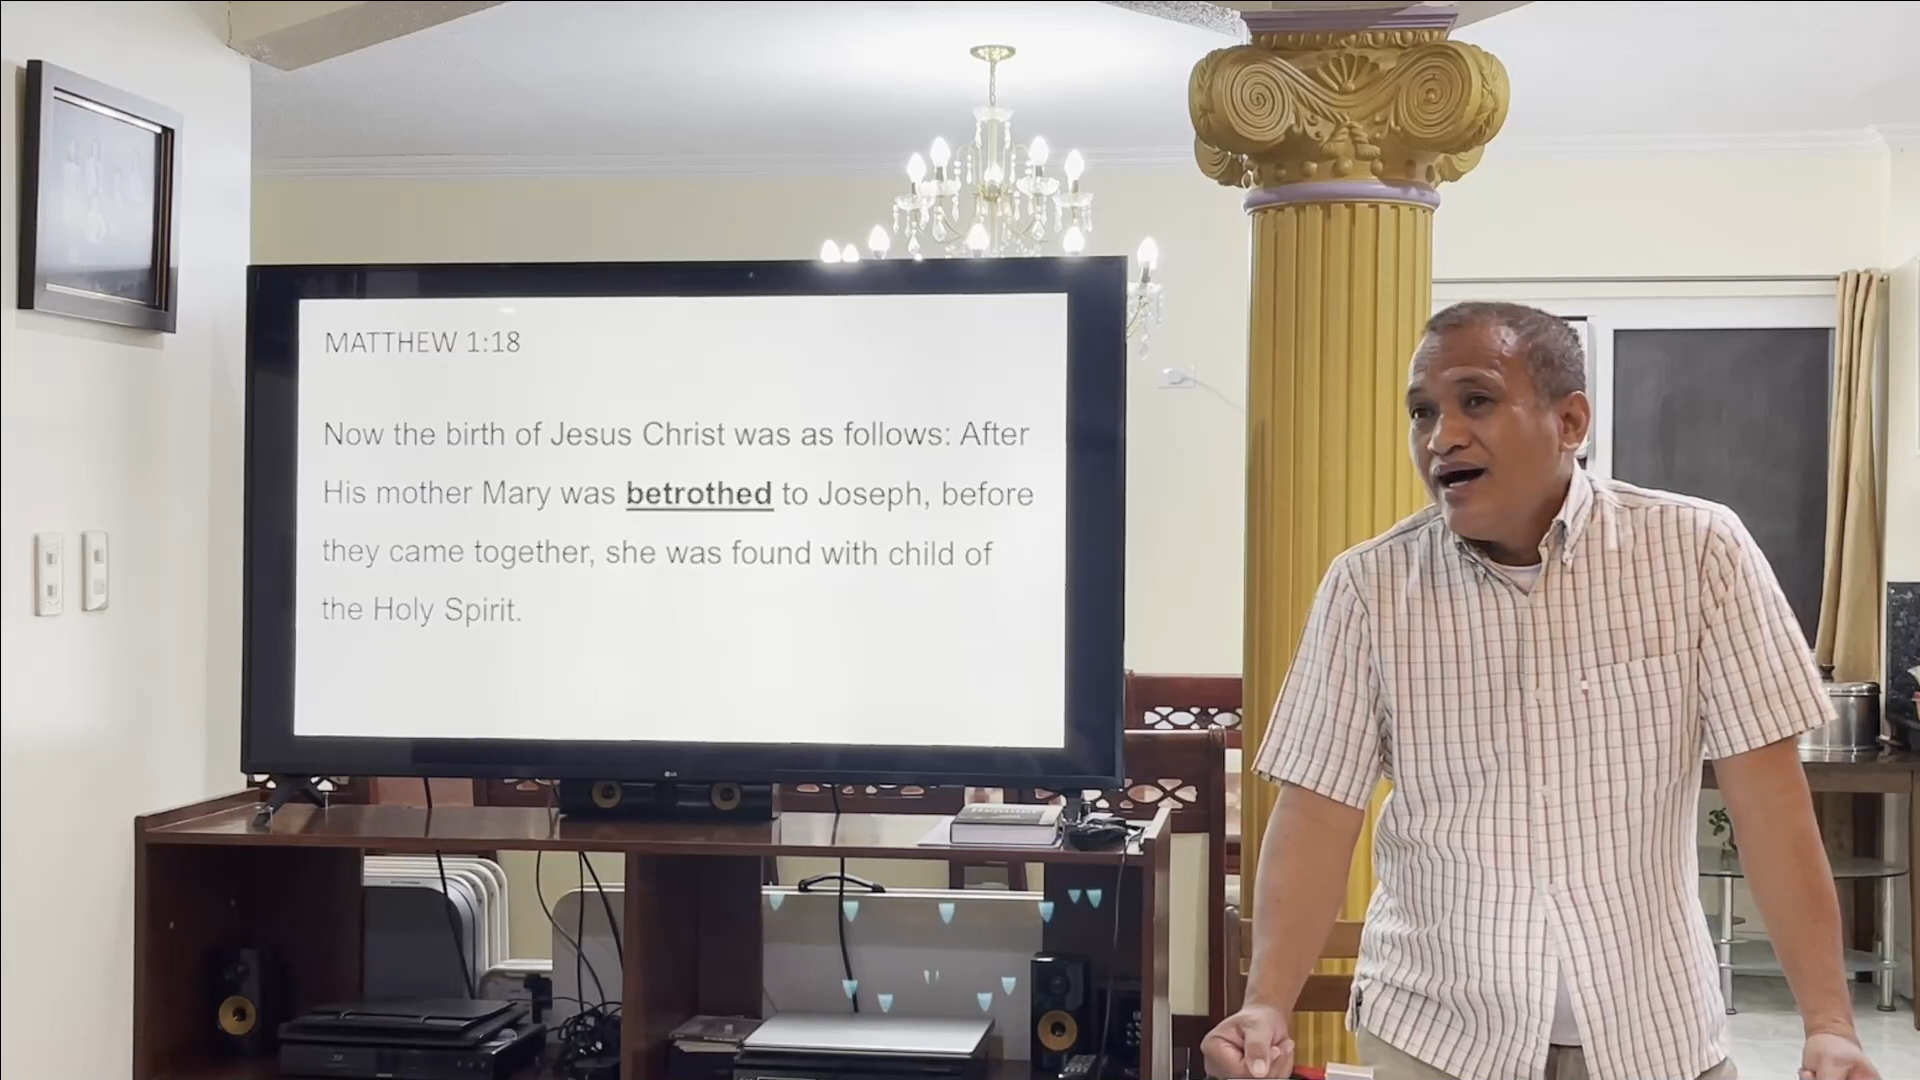 MATTHEW 1:18
Now the birth of Jesus Christ was as follows: After
His mother Mary was betrothed to Joseph, before
they came together, she was found with child of
the Holy Spirit.
LG